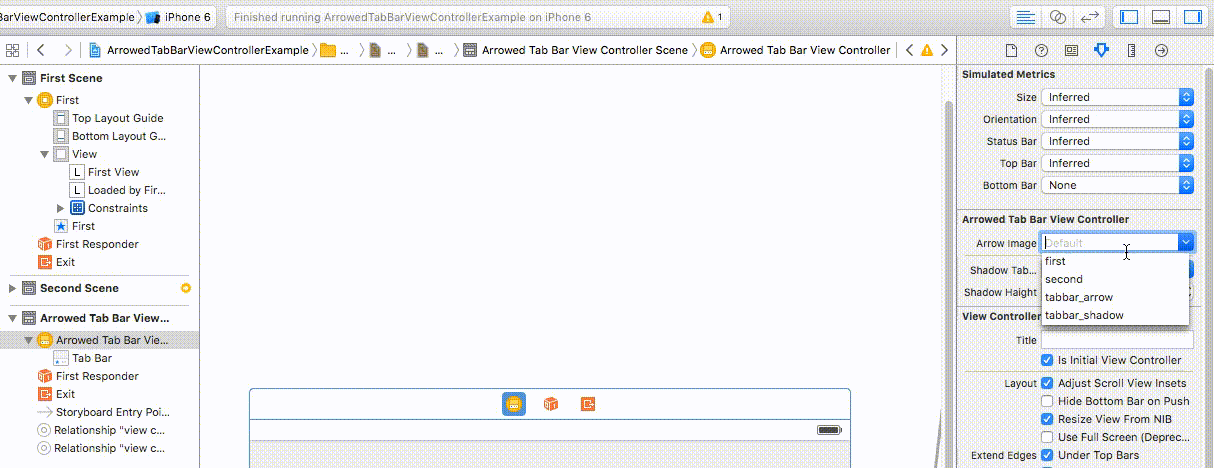 BarViewControllerExample
iPhone 6
Finished running ArrowedTabBarViewControllerExample on iPhone 6
1
ArrowedTabBarViewControllerExample
...
...
...
Arrowed Tab Bar View Controller Scene
Arrowed Tab Bar View Controller
First Scene
First
Top Layout Guide
Bottom Layout G...
View
L First View
L Loaded by Fir...
Constraints
First
First Responder
Exit
Second Scene
Arrowed Tab Bar View...
Arrowed Tab Bar Vie...
Tab Bar
First Responder
Exit
Storyboard Entry Poi...
Relationship "view c...
Relationship "view c...
Simulated Metrics
Size Inferred
Orientation Inferred
Status Bar Inferred
Top Bar Inferred
Bottom Bar None
Arrowed Tab Bar View Controller
Arrow Image Default
first
second
tabbar_arrow
tabbar_shadow
Shadow Tab...
Shadow Haight
View Controller
Title
Is Initial View Controller
Layout Adjust Scroll View Insets
Hide Bottom Bar on Push
Resize View From NIB
Use Full Screen (Deprec...
Extend Edges Under Top Bars